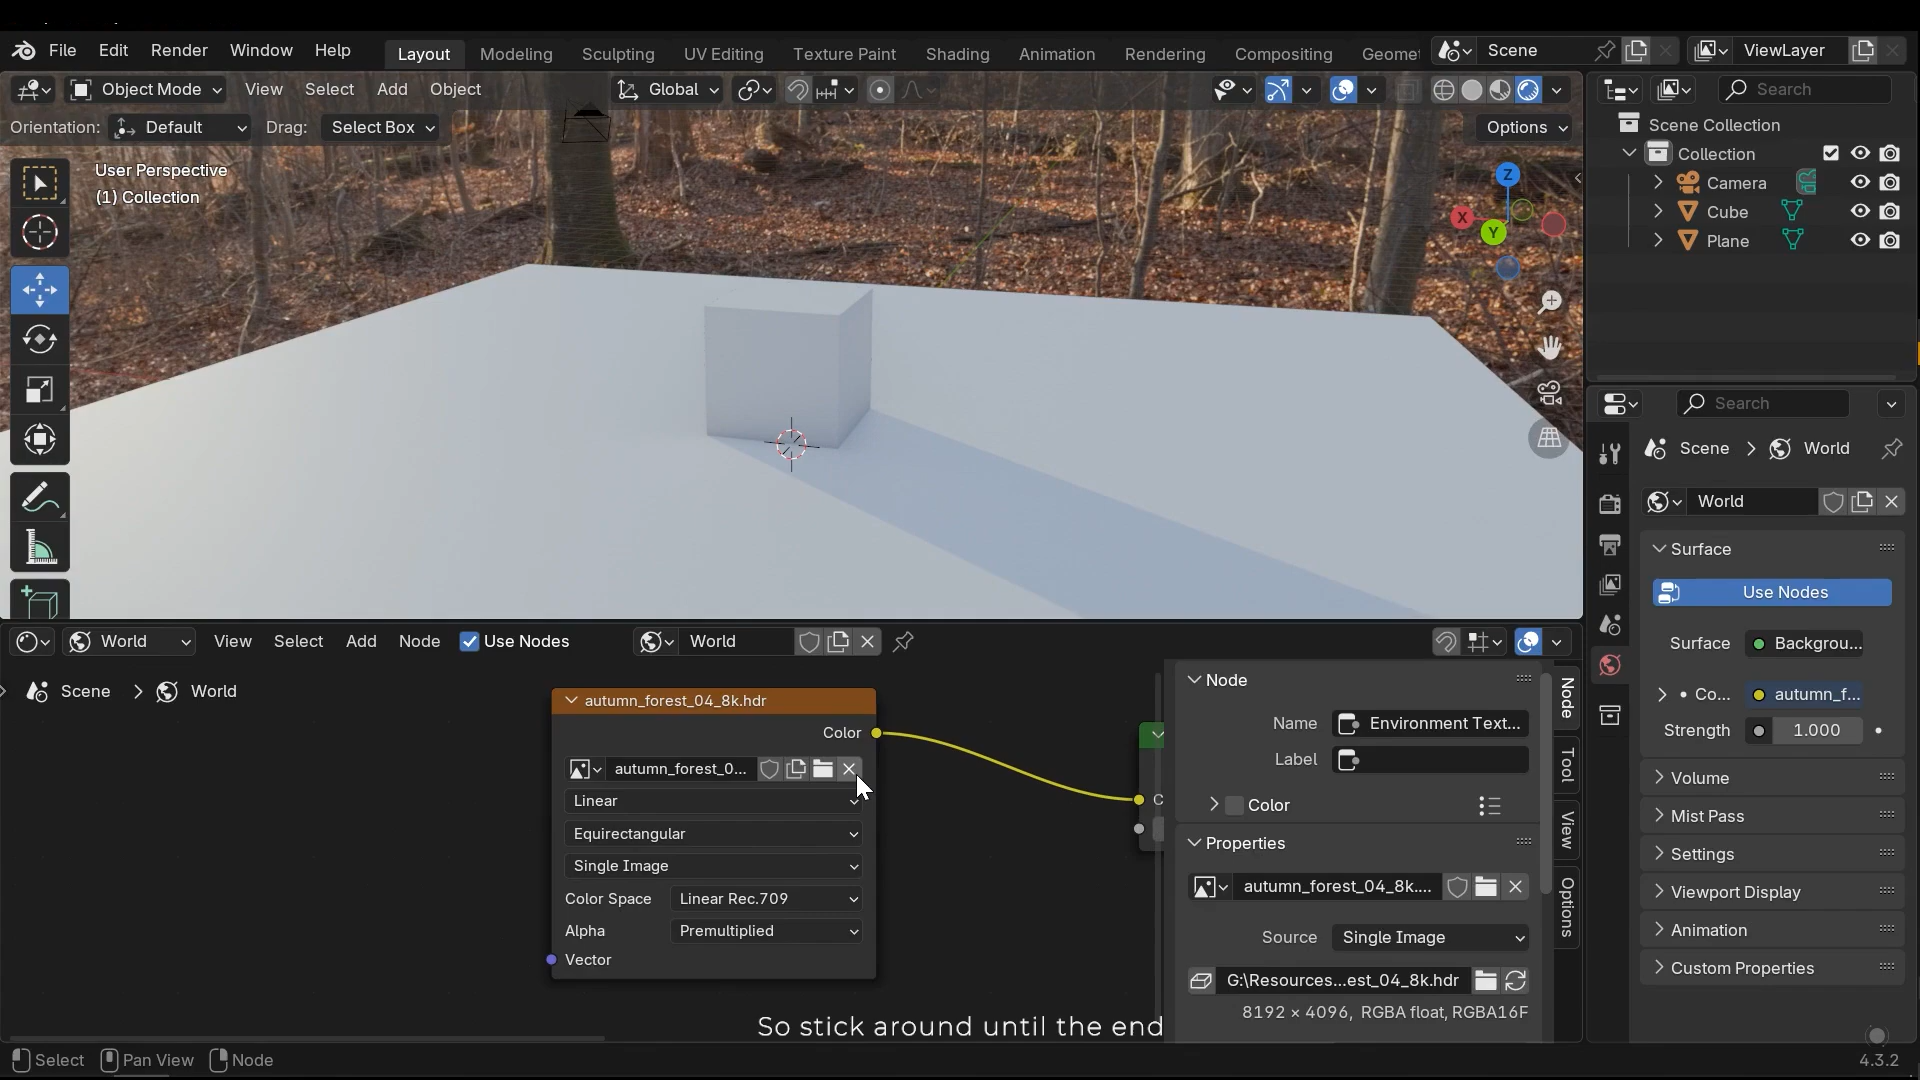 File Edit Render Window Help Layout Modeling Sculpting UV Editing Texture Paint Shading Animation Rendering Compositing Geomet Scene ViewLayer
Object Mode View Select Add Object Global
Orientation: Default Drag: Select Box Options
User Perspective
(1) Collection
Z
X
Y
Search
Scene Collection
Collection
Camera
Cube
Plane
Search
Scene World
World
Surface
Use Nodes
Surface Backgrou...
Co... autumn_f...
Strength 1.000
Volume
Mist Pass
Settings
Viewport Display
Animation
Custom Properties
World View Select Add Node Use Nodes World
Scene World
autumn_forest_04_8k.hdr
Color
autumn_forest_0...
Linear
Equirectangular
Single Image
Color Space Linear Rec.709
Alpha Premultiplied
Vector
C
Node
Name Environment Text...
Label
Color
Properties
autumn_forest_04_8k....
Source Single Image
G:\Resources...est_04_8k.hdr
8192 × 4096, RGBA float, RGBA16F
Node
Tool
View
Options
So stick around until the end
Select Pan View Node 4.3.2